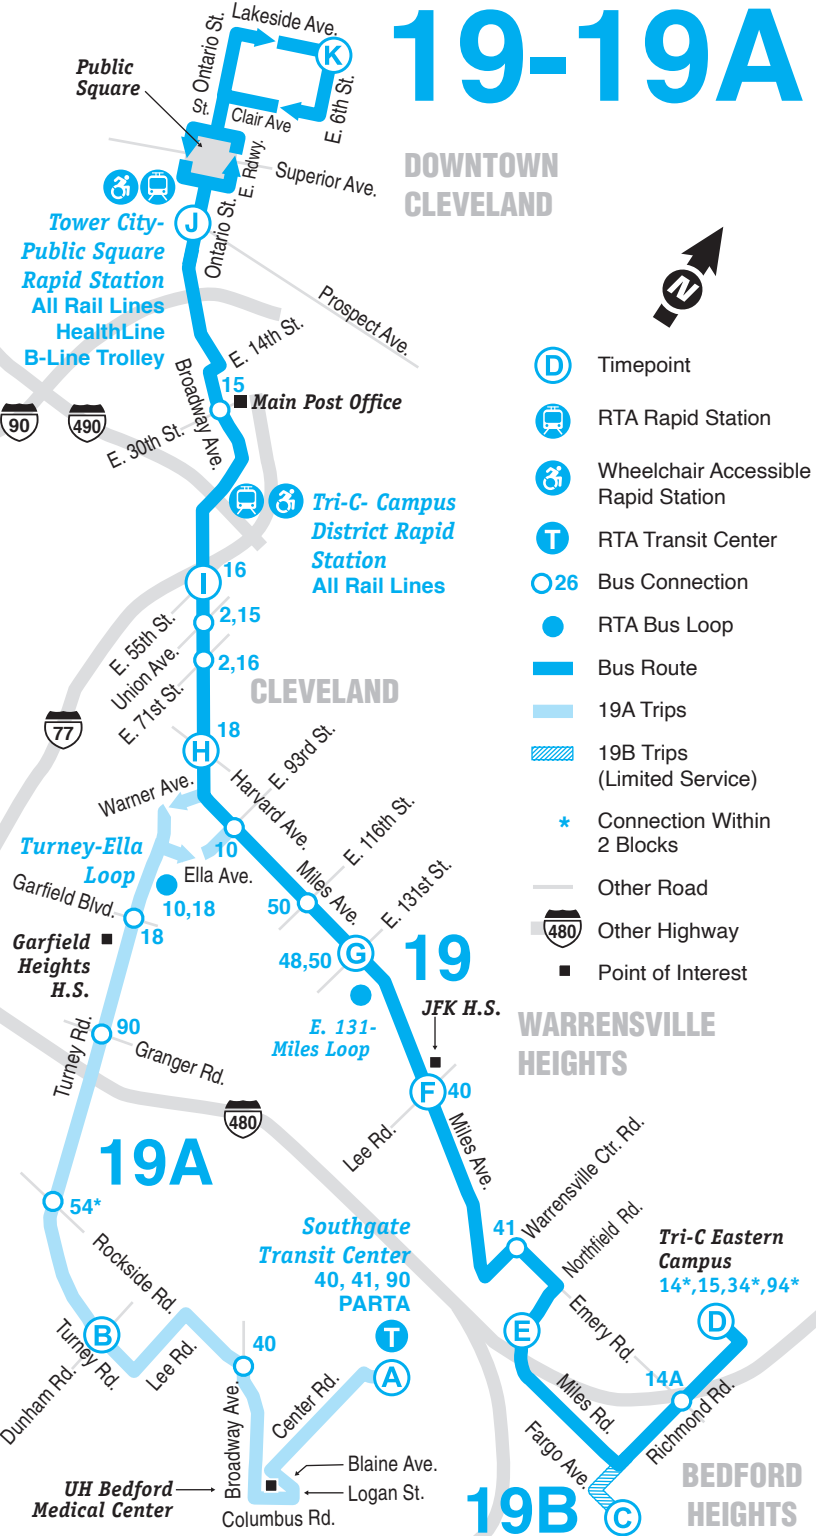 19-19A
Lakeside Ave.
Ontario St.
K
Public
Square
St.
Clair Ave
E. 6th St.
E. Rdwy.
Superior Ave.
DOWNTOWN
CLEVELAND
J
Ontario St.
Tower City-
Public Square
Rapid Station
All Rail Lines
HealthLine
B-Line Trolley
Prospect Ave.
N
E. 14th St.
Broadway Ave.
15
Main Post Office
90
490
E. 30th St.
Tri-C- Campus
District Rapid
Station
All Rail Lines
I
16
2,15
E. 55th St.
Union Ave.
2,16
E. 71st St.
CLEVELAND
77
18
H
Warner Ave.
Harvard Ave.
E. 93rd St.
10
Turney-Ella
Loop
Ella Ave.
10,18
Garfield Blvd.
18
Garfield
Heights
H.S.
Miles Ave.
E. 116th St.
50
E. 131st St.
48,50
G
19
E. 131-
Miles Loop
JFK H.S.
WARRENSVILLE
HEIGHTS
90
Turney Rd.
Granger Rd.
480
F
40
Lee Rd.
Miles Ave.
19A
54*
Rockside Rd.
Southgate
Transit Center
40, 41, 90
PARTA
T
A
41
Warrensville Ctr. Rd.
Northfield Rd.
Tri-C Eastern
Campus
14*,15,34*,94*
D
E
Emery Rd.
B
Turney Rd.
Dunham Rd.
Lee Rd.
40
Broadway Ave.
Center Rd.
14A
Miles Rd.
Richmond Rd.
Fargo Ave.
Blaine Ave.
Logan St.
UH Bedford
Medical Center
Columbus Rd.
19B
C
BEDFORD
HEIGHTS
D
Timepoint
RTA Rapid Station
Wheelchair Accessible
Rapid Station
T
RTA Transit Center
26
Bus Connection
RTA Bus Loop
Bus Route
19A Trips
19B Trips
(Limited Service)
*
Connection Within
2 Blocks
Other Road
480
Other Highway
Point of Interest